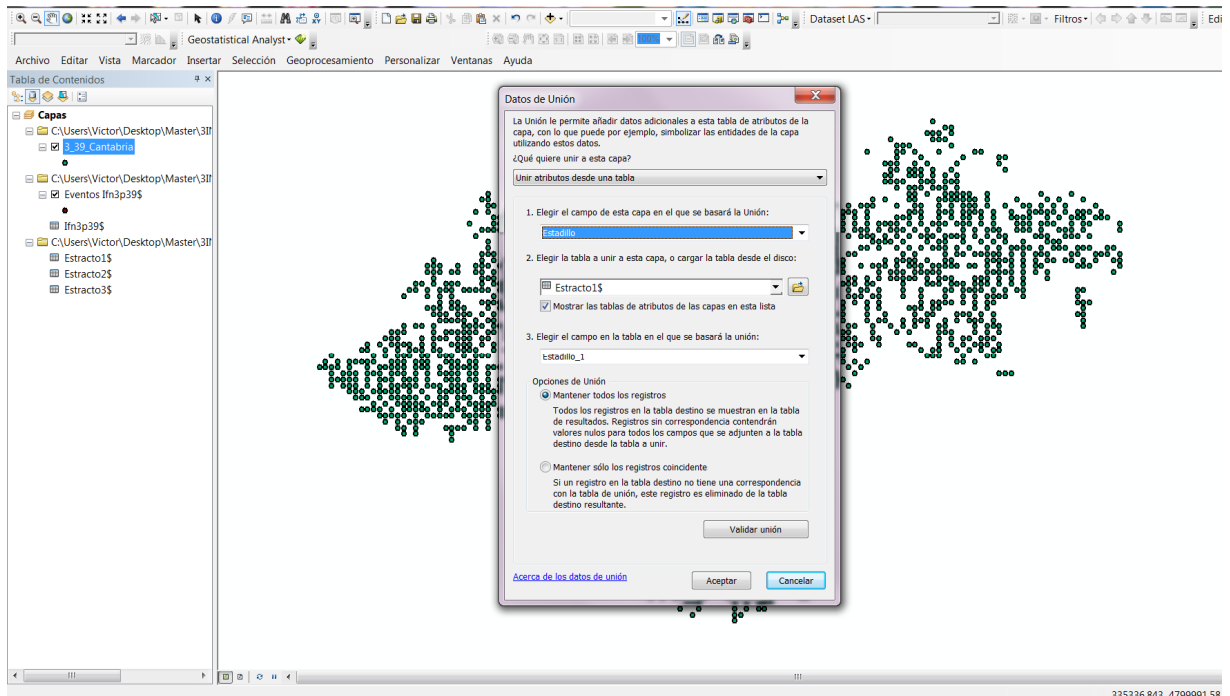 Dataset LAS
Filtros
Edi
Geostatistical Analyst
100%
Archivo Editar Vista Marcador Insertar Selección Geoprocesamiento Personalizar Ventanas Ayuda
Tabla de Contenidos
Capas
C:\Users\Victor\Desktop\Master\3If
3_39_Cantabria
C:\Users\Victor\Desktop\Master\3If
Eventos Ifn3p39$
Ifn3p39$
C:\Users\Victor\Desktop\Master\3If
Estracto1$
Estracto2$
Estracto3$
Datos de Unión
La Unión le permite añadir datos adicionales a esta tabla de atributos de la
capa, con lo que puede por ejemplo, simbolizar las entidades de la capa
utilizando estos datos.
¿Qué quiere unir a esta capa?
Unir atributos desde una tabla
1. Elegir el campo de esta capa en el que se basará la Unión:
Estadillo
2. Elegir la tabla a unir a esta capa, o cargar la tabla desde el disco:
Estracto1$
Mostrar las tablas de atributos de las capas en esta lista
3. Elegir el campo en la tabla en el que se basará la unión:
Estadillo_1
Opciones de Unión
Mantener todos los registros
Todos los registros en la tabla destino se muestran en la tabla
de resultados. Registros sin correspondencia contendrán
valores nulos para todos los campos que se adjunten a la tabla
destino desde la tabla a unir.
Mantener sólo los registros coincidente
Si un registro en la tabla destino no tiene una correspondencia
con la tabla de unión, este registro es eliminado de la tabla
destino resultante.
Validar unión
Acerca de los datos de unión
Aceptar
Cancelar
335336,843 4799991,58